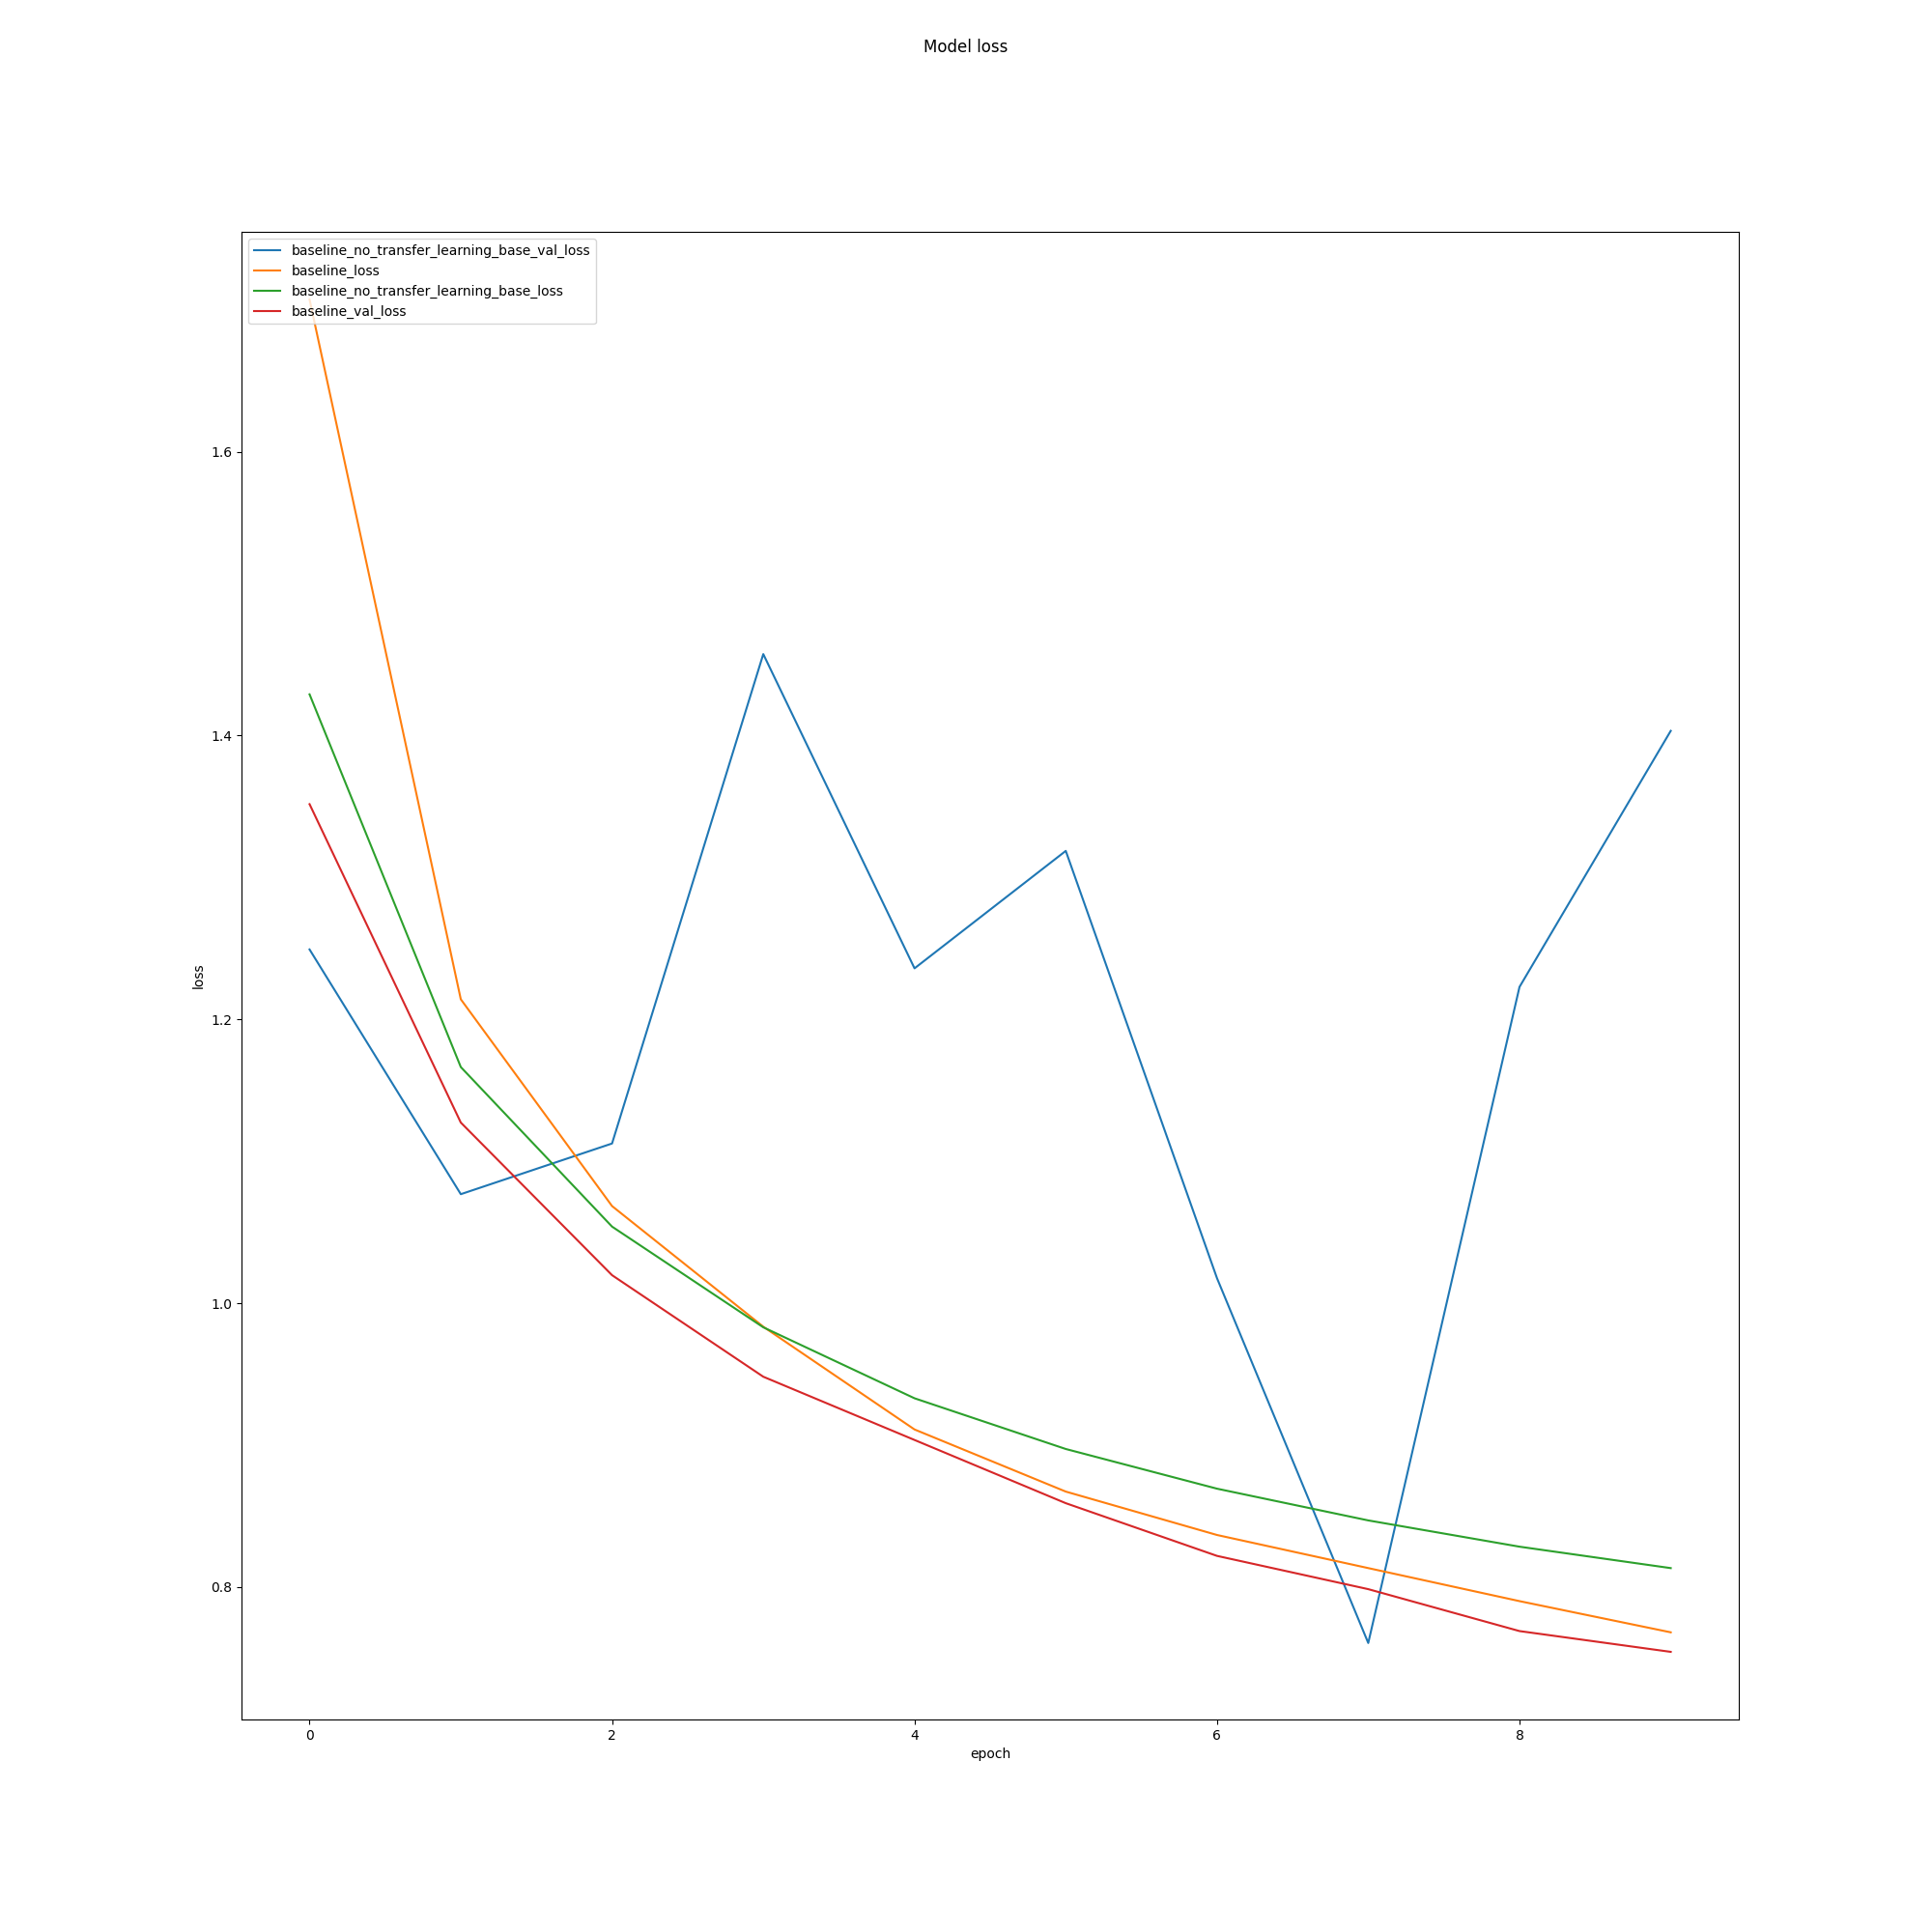 Model loss
baseline_no_transfer_learning_base_val_loss
baseline_loss
baseline_no_transfer_learning_base_loss
baseline_val_loss
1.6
1.4
1.2
1.0
0.8
loss
0 2 4 6 8
epoch